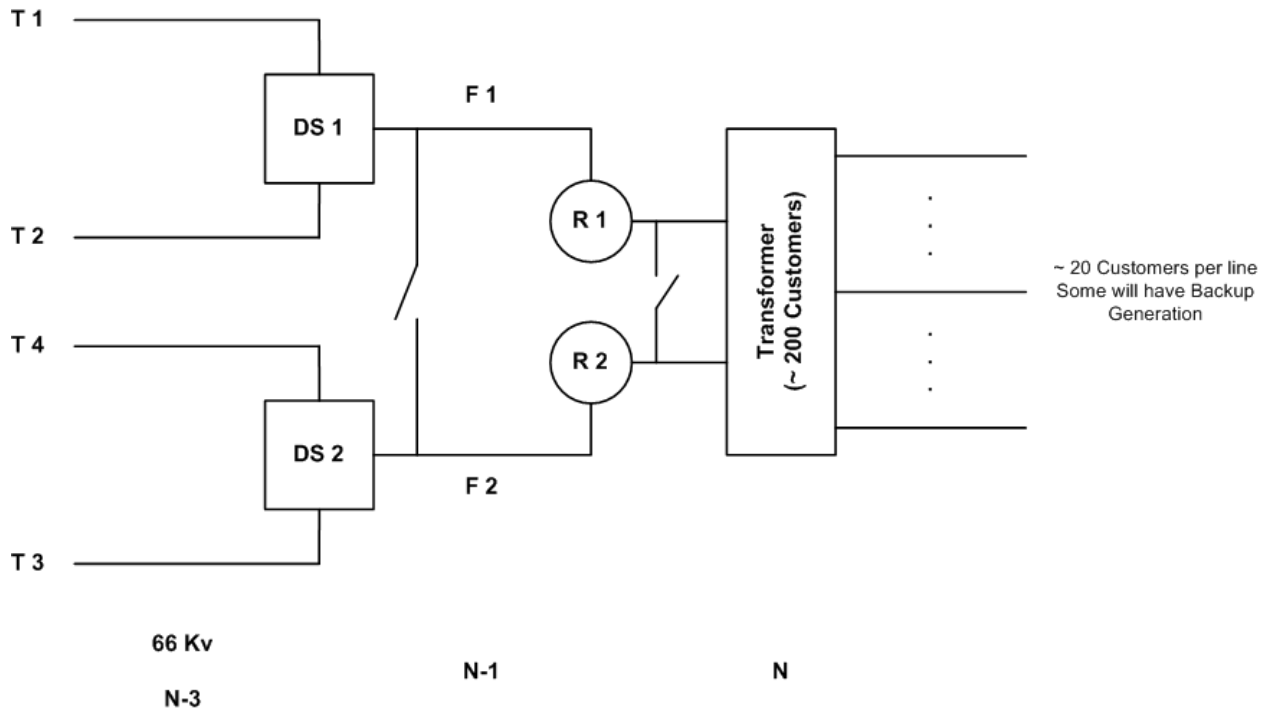 T 1
F 1
DS 1
R 1
T 2
Transformer
(~ 200 Customers)
~ 20 Customers per line
Some will have Backup
Generation
T 4
R 2
DS 2
F 2
T 3
66 Kv
N-3
N-1
N